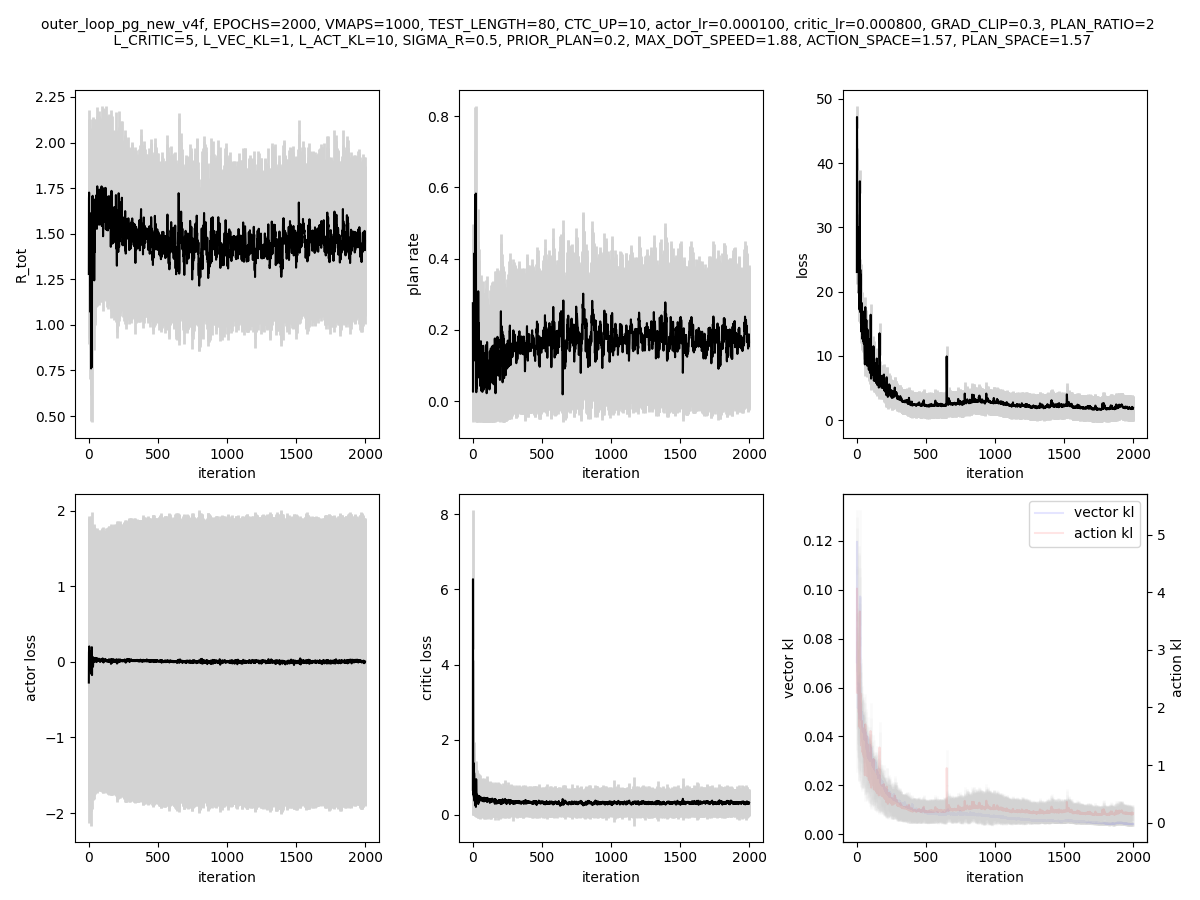 outer_loop_pg_new_v4f, EPOCHS=2000, VMAPS=1000, TEST_LENGTH=80, CTC_UP=10, actor_lr=0.000100, critic_lr=0.000800, GRAD_CLIP=0.3, PLAN_RATIO=2
L_CRITIC=5, L_VEC_KL=1, L_ACT_KL=10, SIGMA_R=0.5, PRIOR_PLAN=0.2, MAX_DOT_SPEED=1.88, ACTION_SPACE=1.57, PLAN_SPACE=1.57
2.25
2.00
1.75
1.50
1.25
1.00
0.75
0.50
R_tot
0 500 1000 1500 2000
iteration
0.8
0.6
0.4
0.2
0.0
plan rate
0 500 1000 1500 2000
iteration
50
40
30
20
10
0
loss
0 500 1000 1500 2000
iteration
2
1
0
−1
−2
actor loss
0 500 1000 1500 2000
iteration
8
6
4
2
0
critic loss
0 500 1000 1500 2000
iteration
vector kl
action kl
0.12
0.10
0.08
0.06
0.04
0.02
0.00
vector kl
5
4
3
2
1
0
action kl
0 500 1000 1500 2000
iteration